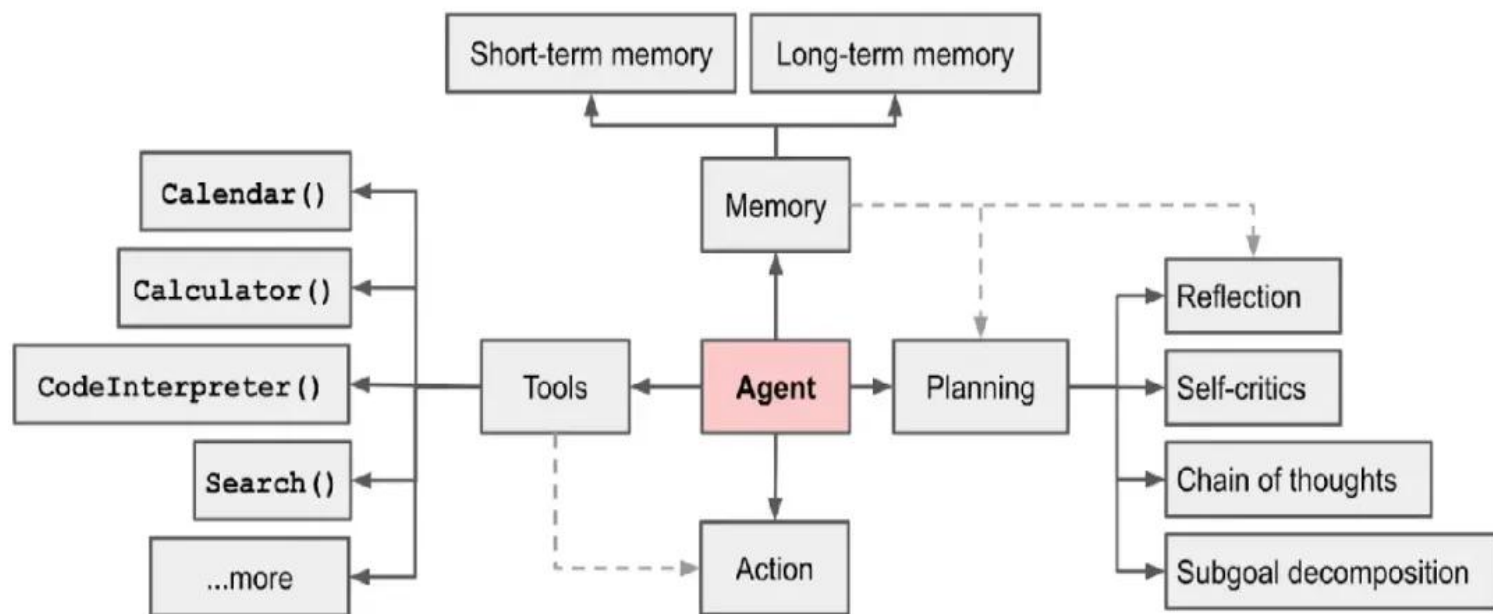 Short-term memory
Long-term memory
Calendar()
Memory
Calculator()
Reflection
CodeInterpreter()
Tools
Agent
Planning
Self-critics
Search()
Chain of thoughts
...more
Action
Subgoal decomposition